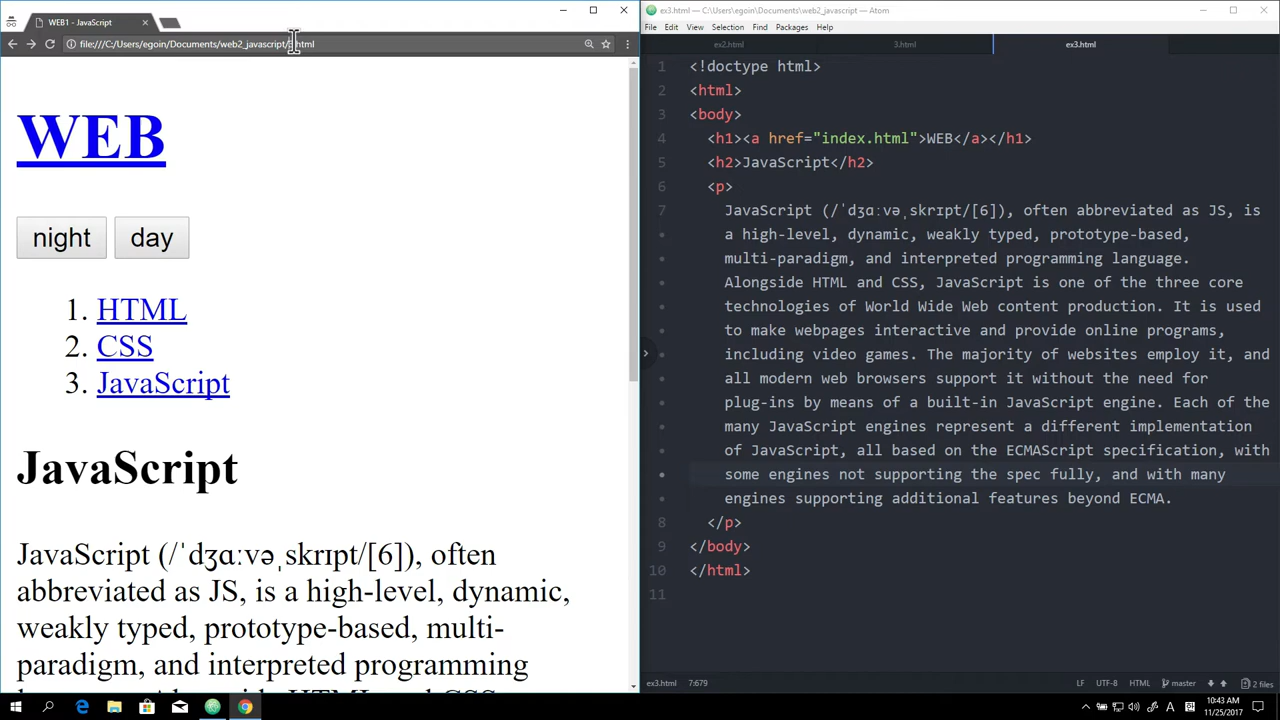 WEB1 - JavaScript
file:///C:/Users/egoin/Documents/web2_javascript/3.html
WEB
night day
1. HTML
2. CSS
3. JavaScript
JavaScript
JavaScript (/ˈdʒɑːvəˌskrɪpt/[6]), often
abbreviated as JS, is a high-level, dynamic,
weakly typed, prototype-based, multi-
paradigm, and interpreted programming
ex3.html — C:\Users\egoin\Documents\web2_javascript — Atom
File Edit View Selection Find Packages Help
ex2.html 3.html ex3.html
1 <!doctype html>
2 <html>
3 <body>
4 <h1><a href="index.html">WEB</a></h1>
5 <h2>JavaScript</h2>
6 <p>
7 JavaScript (/ˈdʒɑːvəˌskrɪpt/[6]), often abbreviated as JS, is
a high-level, dynamic, weakly typed, prototype-based,
multi-paradigm, and interpreted programming language.
Alongside HTML and CSS, JavaScript is one of the three core
technologies of World Wide Web content production. It is used
to make webpages interactive and provide online programs,
including video games. The majority of websites employ it, and
all modern web browsers support it without the need for
plug-ins by means of a built-in JavaScript engine. Each of the
many JavaScript engines represent a different implementation
of JavaScript, all based on the ECMAScript specification, with
some engines not supporting the spec fully, and with many
engines supporting additional features beyond ECMA.
8 </p>
9 </body>
10 </html>
11
ex3.html 7:679 LF UTF-8 HTML master 2 files
A 10:43 AM
11/25/2017